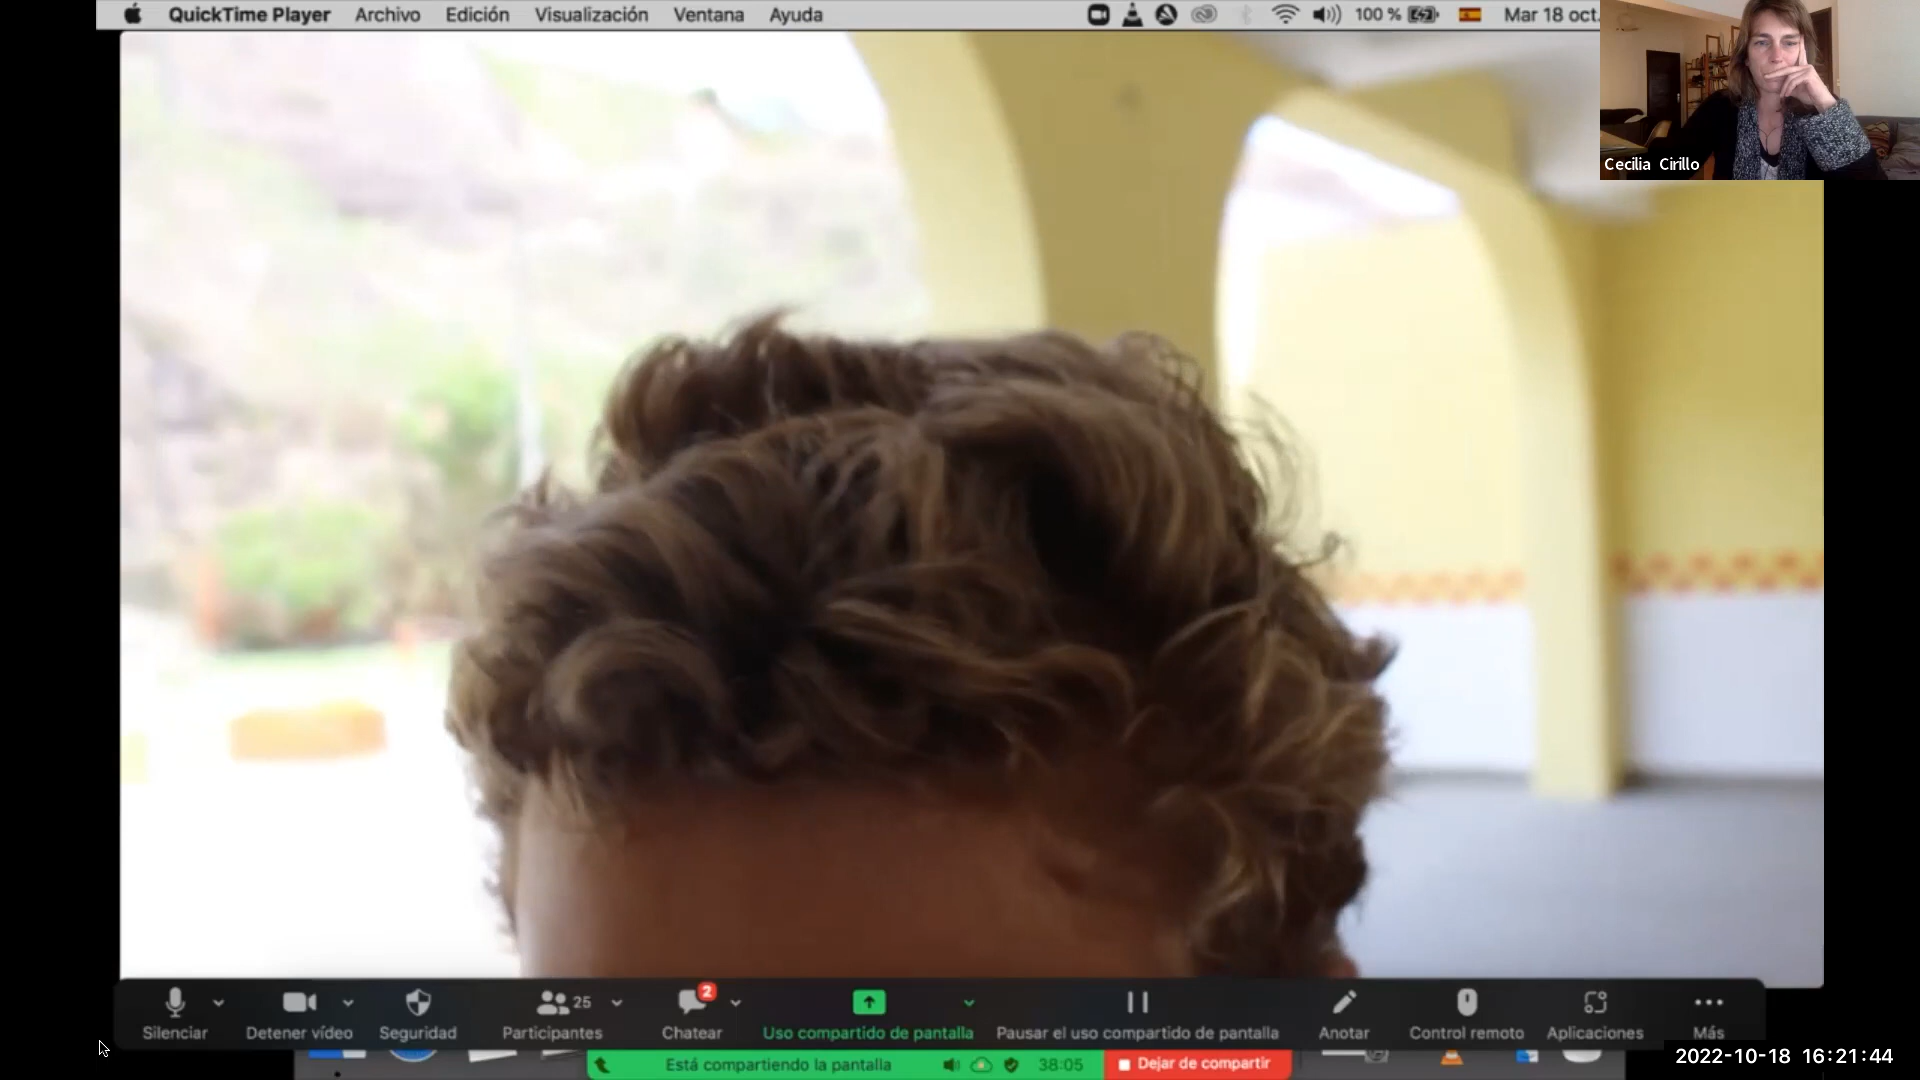 QuickTime Player Archivo Edición Visualización Ventana Ayuda 100 % Mar 18 oct.
Cecilia Cirillo
25 2
Silenciar Detener vídeo Seguridad Participantes Chatear Uso compartido de pantalla Pausar el uso compartido de pantalla Anotar Control remoto Aplicaciones Más
Está compartiendo la pantalla 38:05 Dejar de compartir
2022-10-18 16:21:44